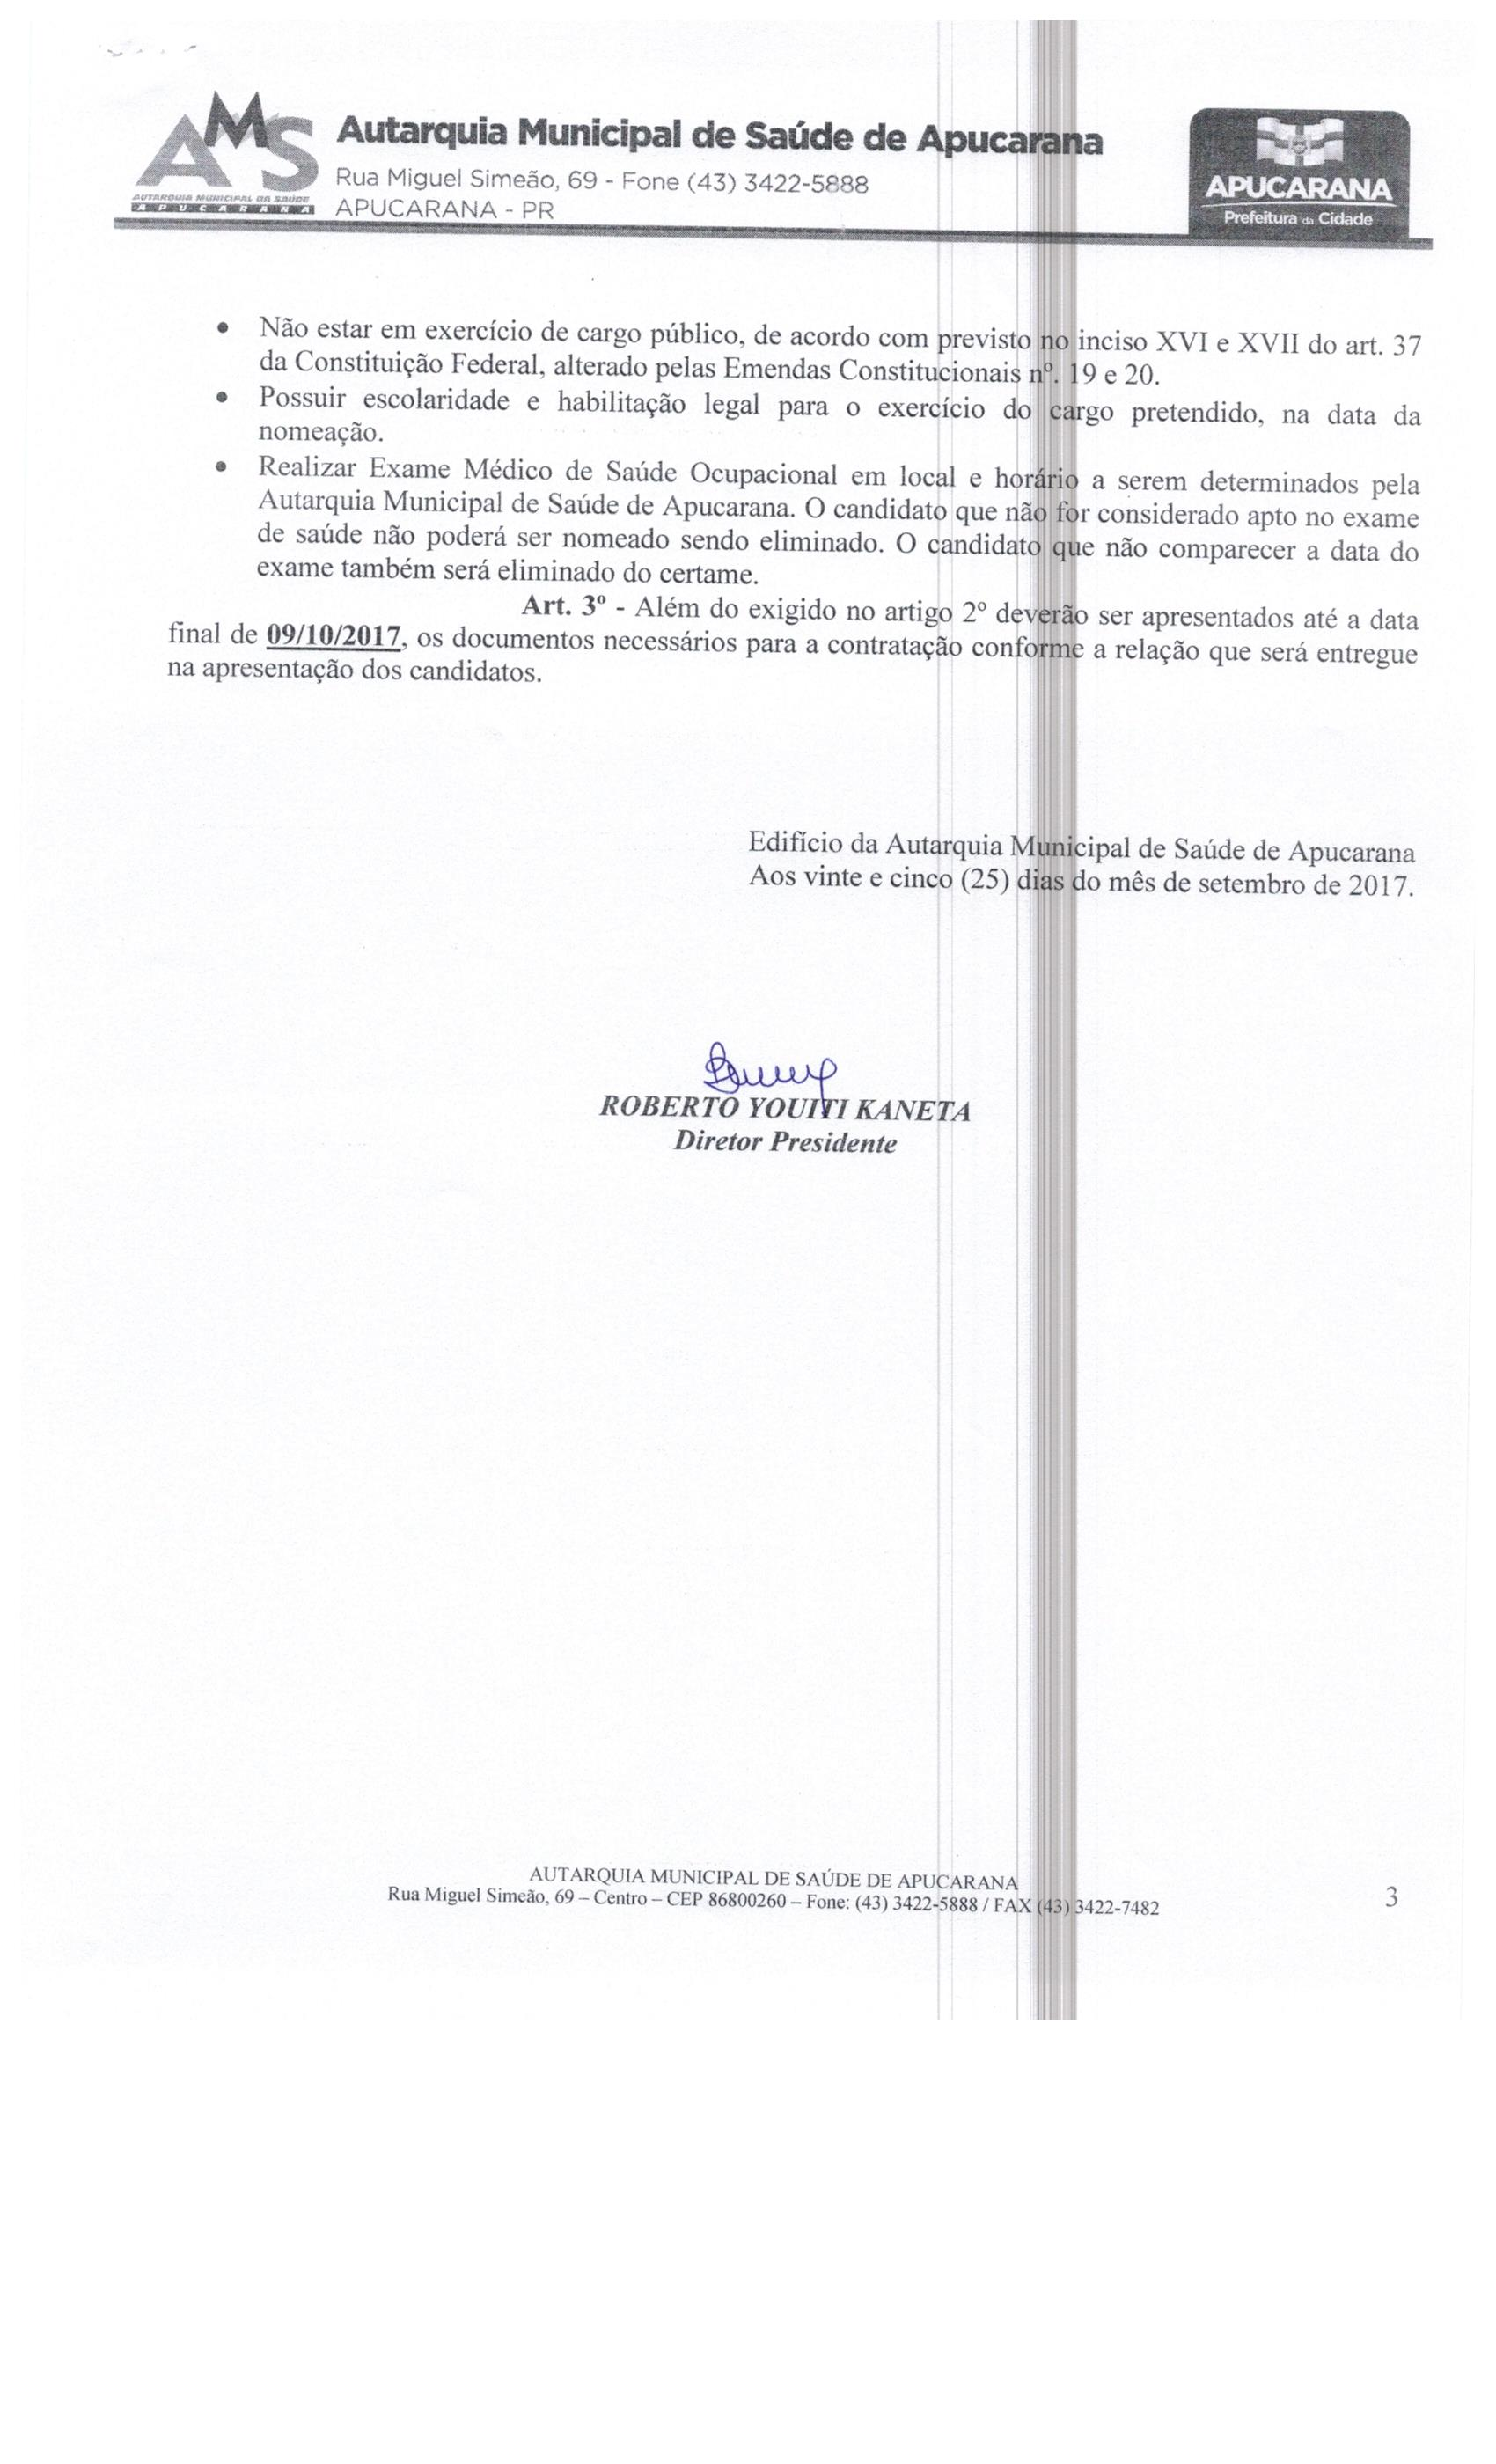 AMS
AUTARQUIA MUNICIPAL DA SAÚDE
APUCARANA
Autarquia Municipal de Saúde de Apucarana
Rua Miguel Simeão, 69 - Fone (43) 3422-5888
APUCARANA - PR
APUCARANA
Prefeitura da Cidade
• Não estar em exercício de cargo público, de acordo com previsto no inciso XVI e XVII do art. 37
da Constituição Federal, alterado pelas Emendas Constitucionais nº. 19 e 20.
• Possuir escolaridade e habilitação legal para o exercício do cargo pretendido, na data da
nomeação.
• Realizar Exame Médico de Saúde Ocupacional em local e horário a serem determinados pela
Autarquia Municipal de Saúde de Apucarana. O candidato que não for considerado apto no exame
de saúde não poderá ser nomeado sendo eliminado. O candidato que não comparecer a data do
exame também será eliminado do certame.
Art. 3º - Além do exigido no artigo 2º deverão ser apresentados até a data
final de 09/10/2017, os documentos necessários para a contratação conforme a relação que será entregue
na apresentação dos candidatos.
Edifício da Autarquia Municipal de Saúde de Apucarana
Aos vinte e cinco (25) dias do mês de setembro de 2017.
ROBERTO YOUITI KANETA
Diretor Presidente
AUTARQUIA MUNICIPAL DE SAÚDE DE APUCARANA
Rua Miguel Simeão, 69 – Centro – CEP 86800260 – Fone: (43) 3422-5888 / FAX (43) 3422-7482
3